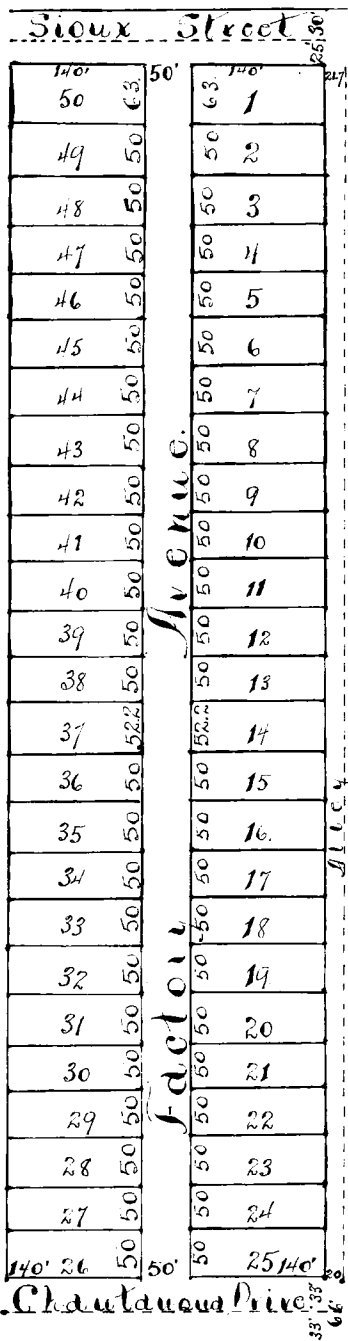 Sioux Street
25' 30'
140' 50' 140' 217
50 63. 63. 1
49 50 50 2
48 50 50 3
47 50 50 4
46 50 50 5
45 50 50 6
44 50 50 7
43 50 50 8
42 50 50 9
41 50 50 10
40 50 50 11
39 50 50 12
38 50 50 13
37 52.2 52.2 14
36 50 50 15
35 50 50 16.
34 50 50 17
33 50 50 18
32 50 50 19
31 50 50 20
30 50 50 21
29 50 50 22
28 50 50 23
27 50 50 24
140' 26 50 50' 50 25 140' 20
Factory Avenue.
Alley
Chautauqua Drive.
33' 33'
66'